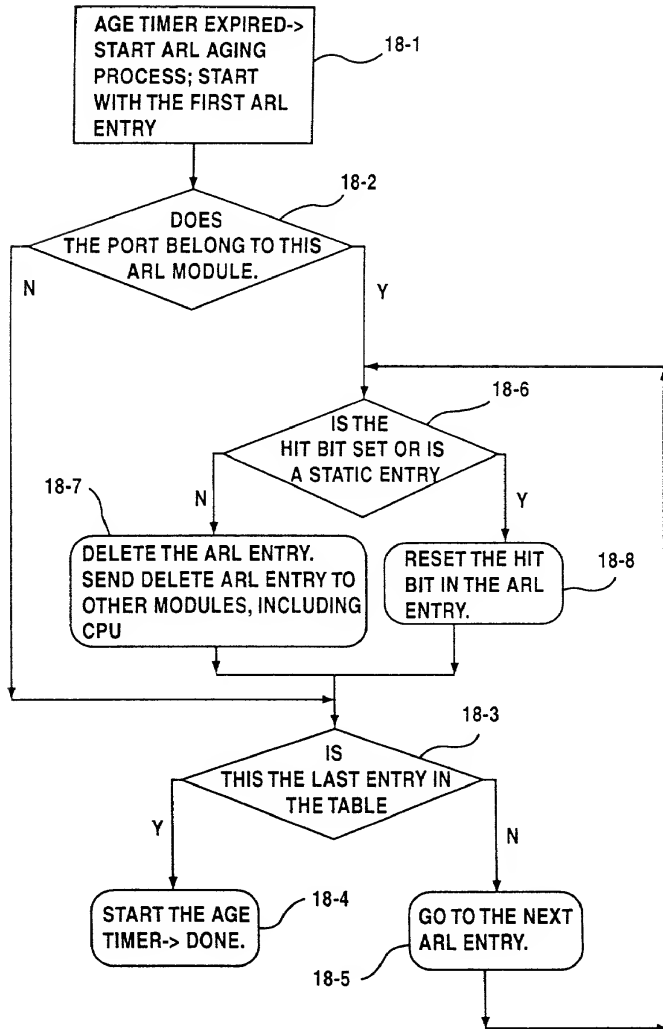 AGE TIMER EXPIRED->
START ARL AGING
PROCESS; START
WITH THE FIRST ARL
ENTRY
18-1
18-2
DOES
THE PORT BELONG TO THIS
ARL MODULE.
N
Y
18-6
IS THE
HIT BIT SET OR IS
A STATIC ENTRY
N
Y
18-7
DELETE THE ARL ENTRY.
SEND DELETE ARL ENTRY TO
OTHER MODULES, INCLUDING
CPU
RESET THE HIT
BIT IN THE ARL
ENTRY.
18-8
18-3
IS
THIS THE LAST ENTRY IN
THE TABLE
Y
N
START THE AGE
TIMER-> DONE.
18-4
GO TO THE NEXT
ARL ENTRY.
18-5